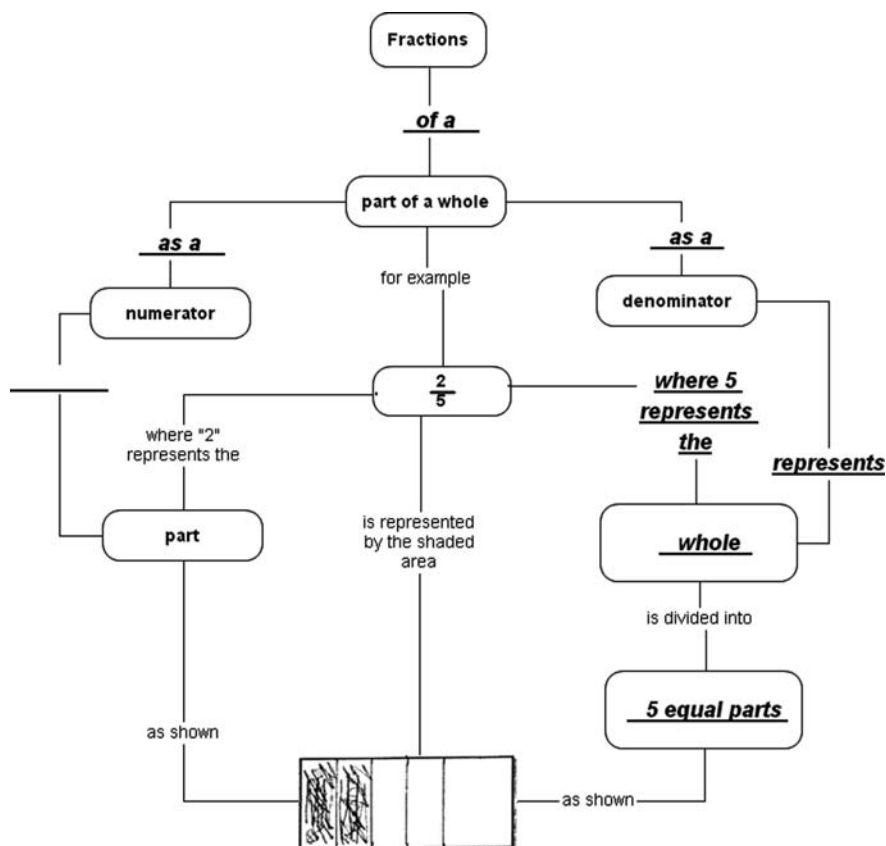 Fractions
of a
part of a whole
as a
as a
for example
numerator
denominator
2
5
where 5
represents
the
where "2"
represents the
represents
part
is represented
by the shaded
area
whole
is divided into
5 equal parts
as shown
as shown